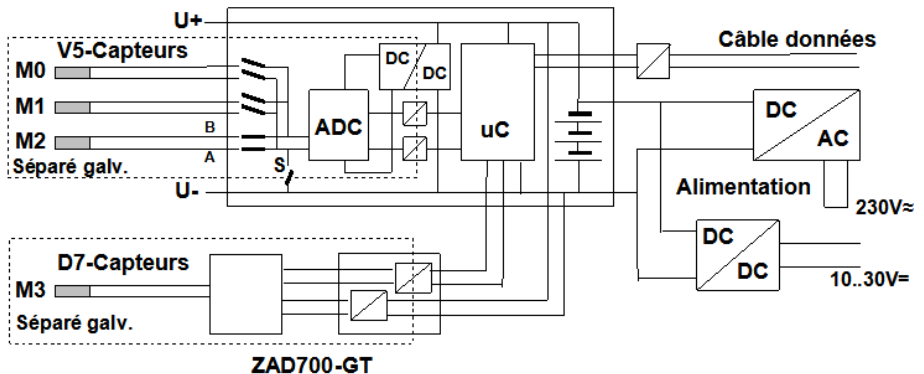 U+
V5-Capteurs
M0
M1
M2
B
A
Séparé galv.
S
U-
ADC
DC
DC
uC
Câble données
DC
AC
Alimentation
230V≈
DC
DC
10..30V=
D7-Capteurs
M3
Séparé galv.
ZAD700-GT